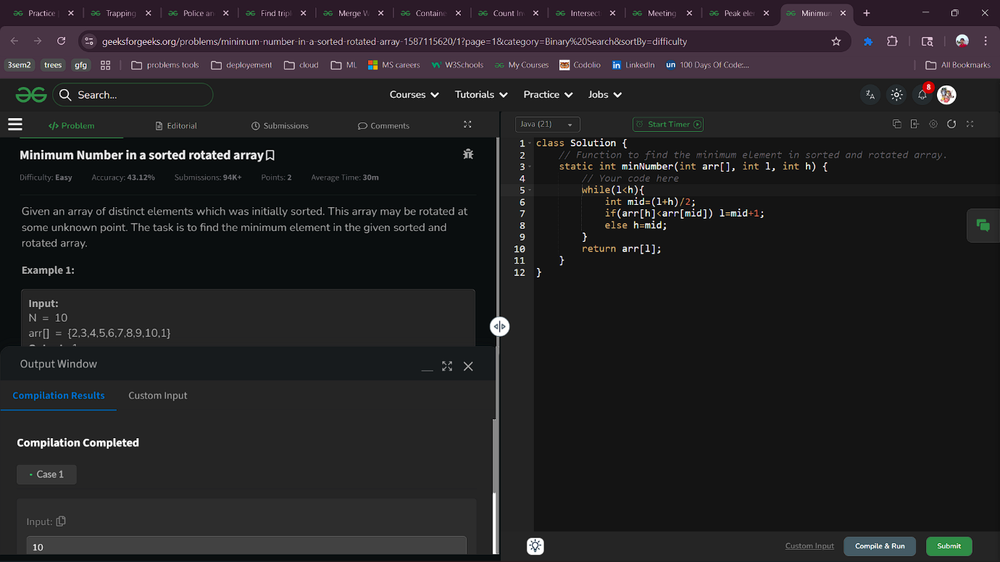 Practice
Trapping
Police an
Find tripl
Merge W
Containe
Count In
Intersect
Meeting
Peak eler
Minimun
geeksforgeeks.org/problems/minimum-number-in-a-sorted-rotated-array-1587115620/1?page=1&category=Binary%20Search&sortBy=difficulty
3sem2
trees
gfg
problems tools
deployement
cloud
ML
MS careers
W3Schools
My Courses
Codolio
LinkedIn
100 Days Of Code:...
All Bookmarks
Search...
Courses
Tutorials
Practice
Jobs
8
Problem
Editorial
Submissions
Comments
Java (21)
Start Timer
Minimum Number in a sorted rotated array
Difficulty: Easy
Accuracy: 43.12%
Submissions: 94K+
Points: 2
Average Time: 30m
Given an array of distinct elements which was initially sorted. This array may be rotated at
some unknown point. The task is to find the minimum element in the given sorted and
rotated array.
Example 1:
Input:
N = 10
arr[] = {2,3,4,5,6,7,8,9,10,1}
Output Window
Compilation Results
Custom Input
Compilation Completed
Case 1
Input:
10
1 class Solution {
2 // Function to find the minimum element in sorted and rotated array.
3 static int minNumber(int arr[], int l, int h) {
4 // Your code here
5 while(l<h){
6 int mid=(l+h)/2;
7 if(arr[h]<arr[mid]) l=mid+1;
8 else h=mid;
9 }
10 return arr[l];
11 }
12 }
Custom Input
Compile & Run
Submit